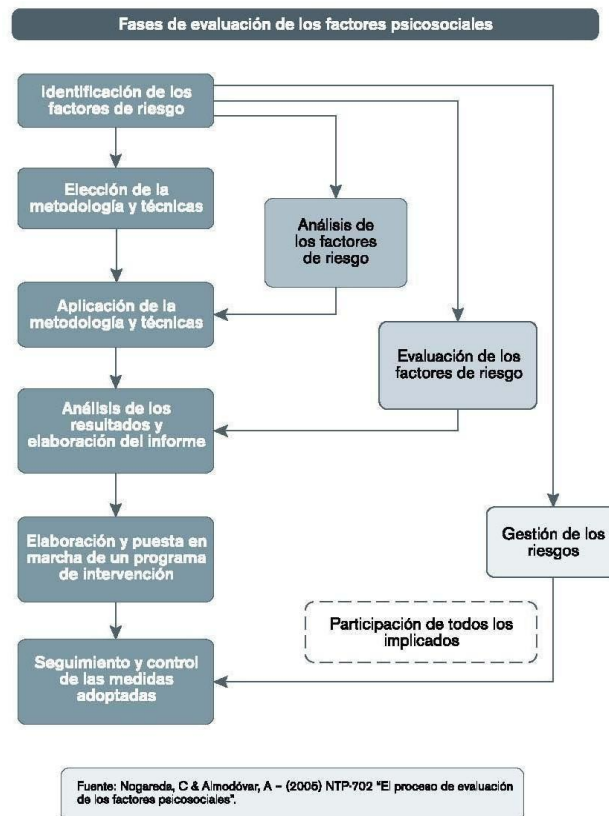 Fases de evaluación de los factores psicosociales
Identificación de los
factores de riesgo
Elección de la
metodología y técnicas
Análisis de
los factores
de riesgo
Aplicación de la
metodología y técnicas
Evaluación de los
factores de riesgo
Análisis de los
resultados y
elaboración del informe
Elaboración y puesta en
marcha de un programa
de intervención
Gestión de los
riesgos
Participación de todos los
implicados
Seguimiento y control
de las medidas
adoptadas
Fuente: Nogareda, C & Almodóvar, A – (2005) NTP-702 "El proceso de evaluación
de los factores psicosociales".